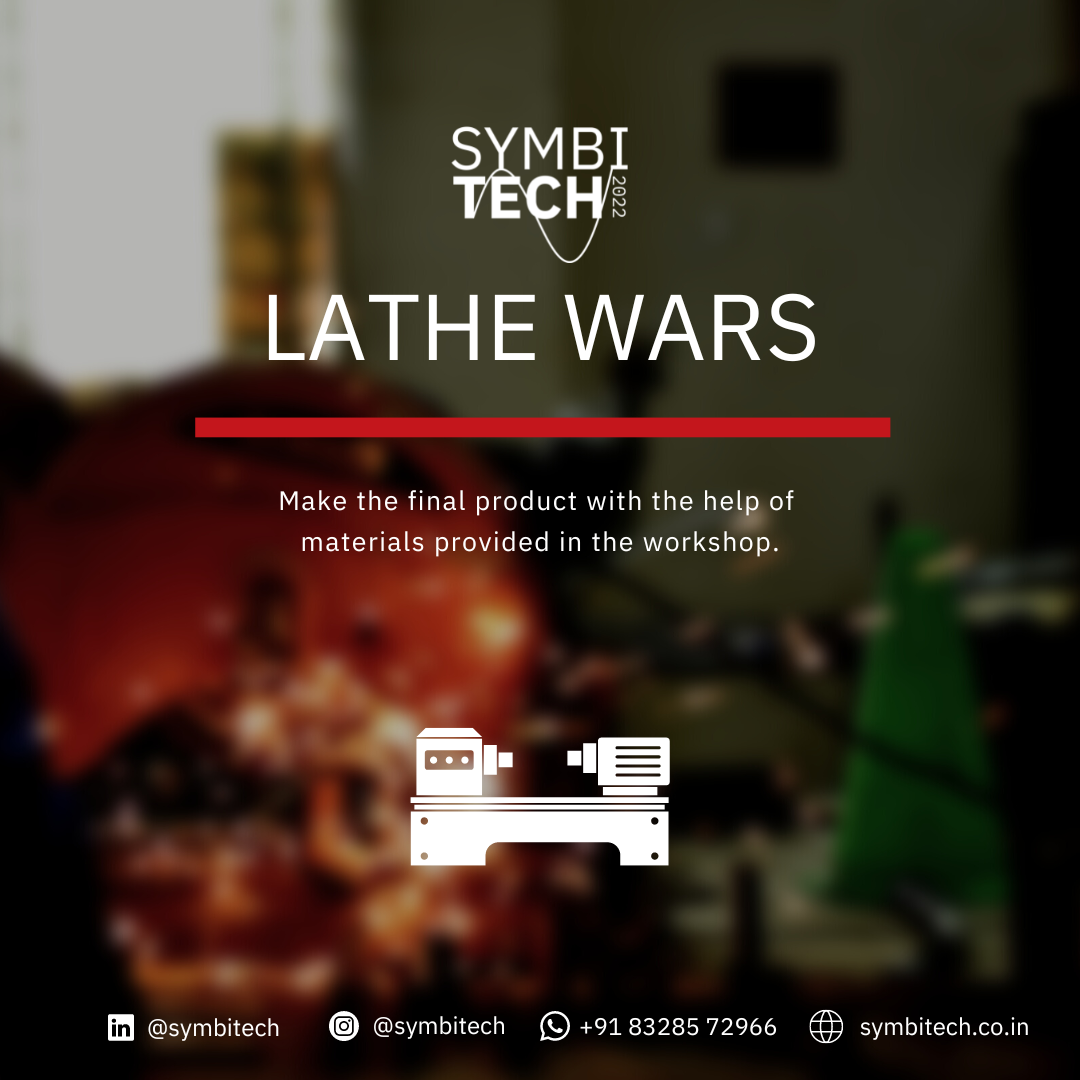 SYMBI
TECH 2022
LATHE WARS
Make the final product with the help of
materials provided in the workshop.
@symbitech @symbitech +91 83285 72966 symbitech.co.in